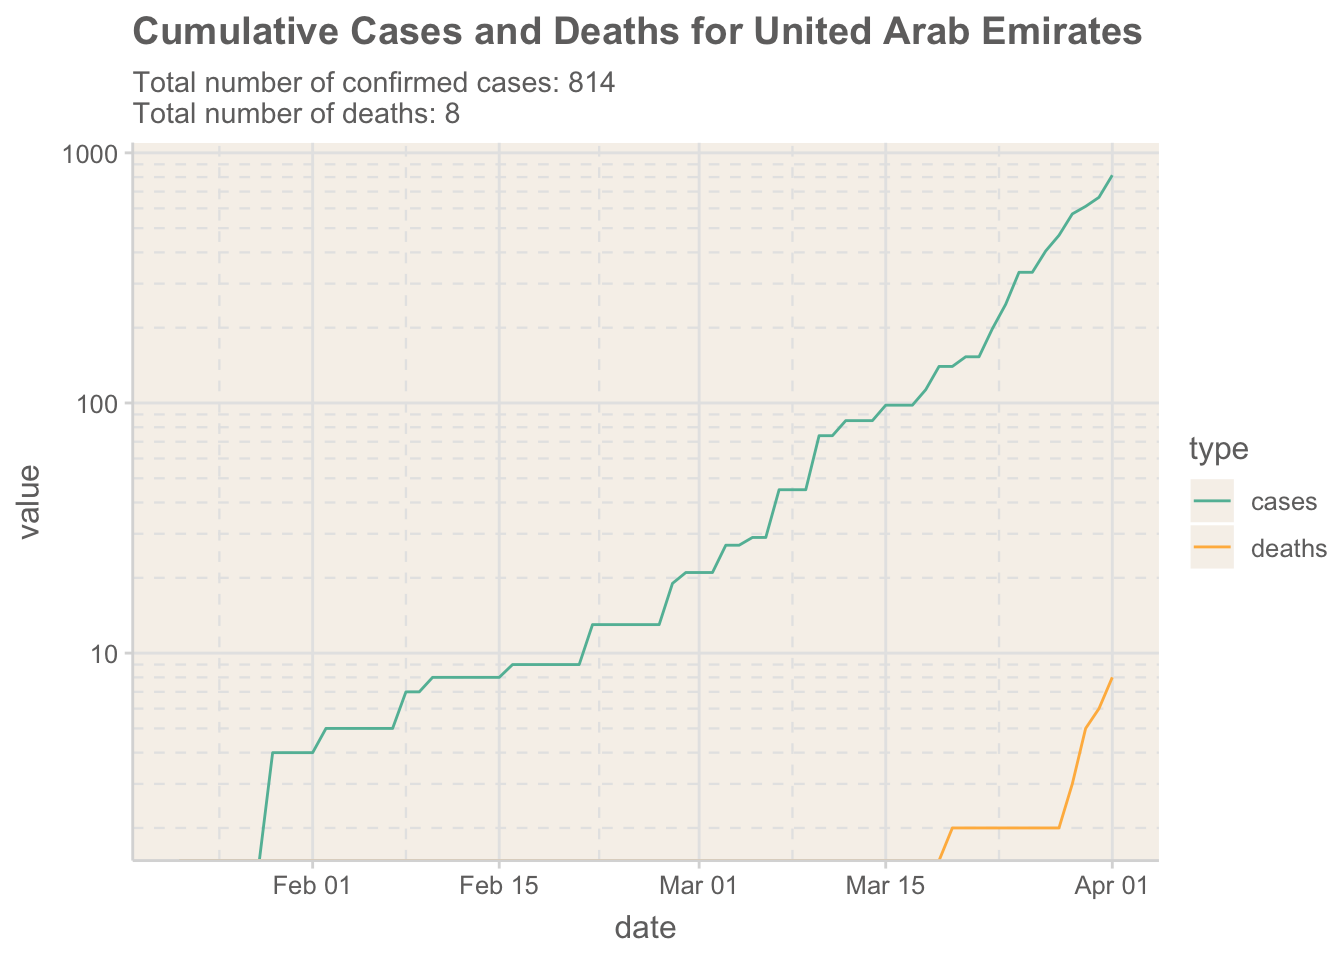 Cumulative Cases and Deaths for United Arab Emirates
Total number of confirmed cases: 814
Total number of deaths: 8
1000
100
10
value
Feb 01
Feb 15
Mar 01
Mar 15
Apr 01
date
type
cases
deaths